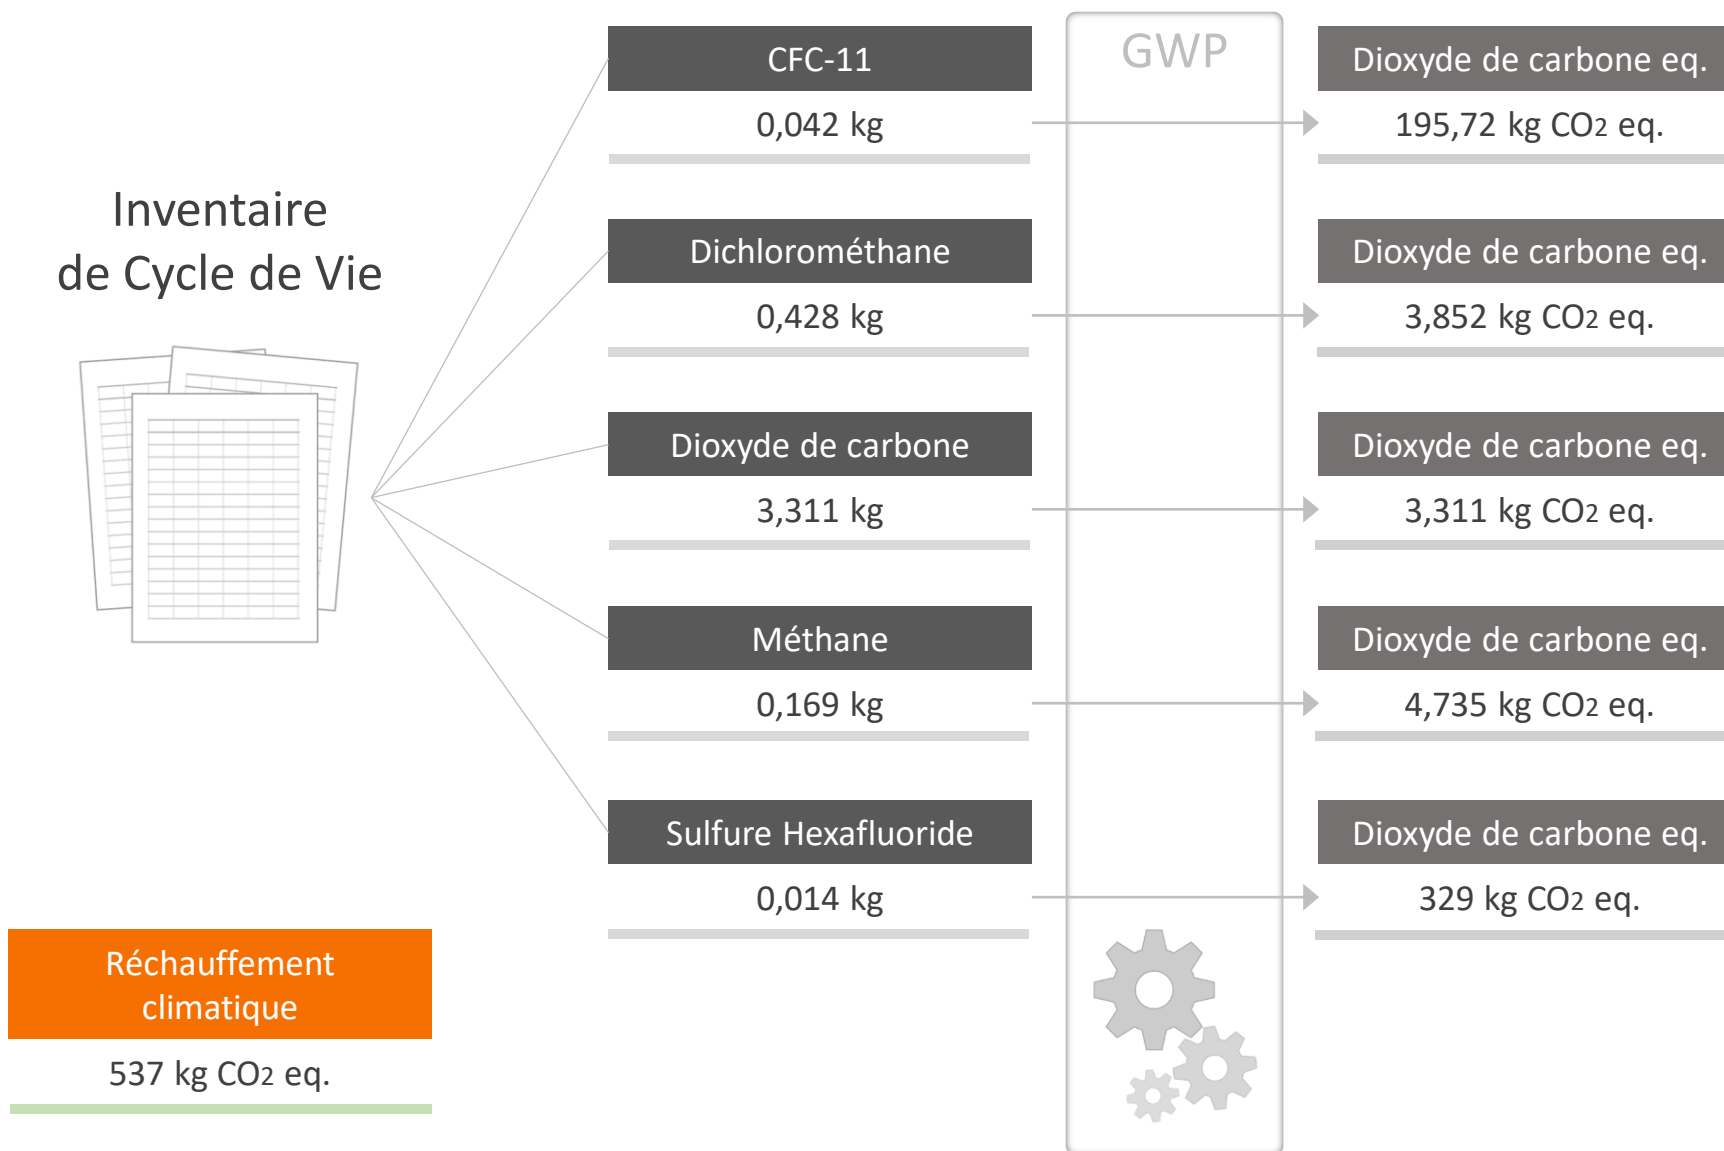 Inventaire
de Cycle de Vie
CFC-11
0,042 kg
GWP
Dioxyde de carbone eq.
195,72 kg CO2 eq.
Dichlorométhane
0,428 kg
Dioxyde de carbone eq.
3,852 kg CO2 eq.
Dioxyde de carbone
3,311 kg
Dioxyde de carbone eq.
3,311 kg CO2 eq.
Méthane
0,169 kg
Dioxyde de carbone eq.
4,735 kg CO2 eq.
Sulfure Hexafluoride
0,014 kg
Dioxyde de carbone eq.
329 kg CO2 eq.
Réchauffement
climatique
537 kg CO2 eq.